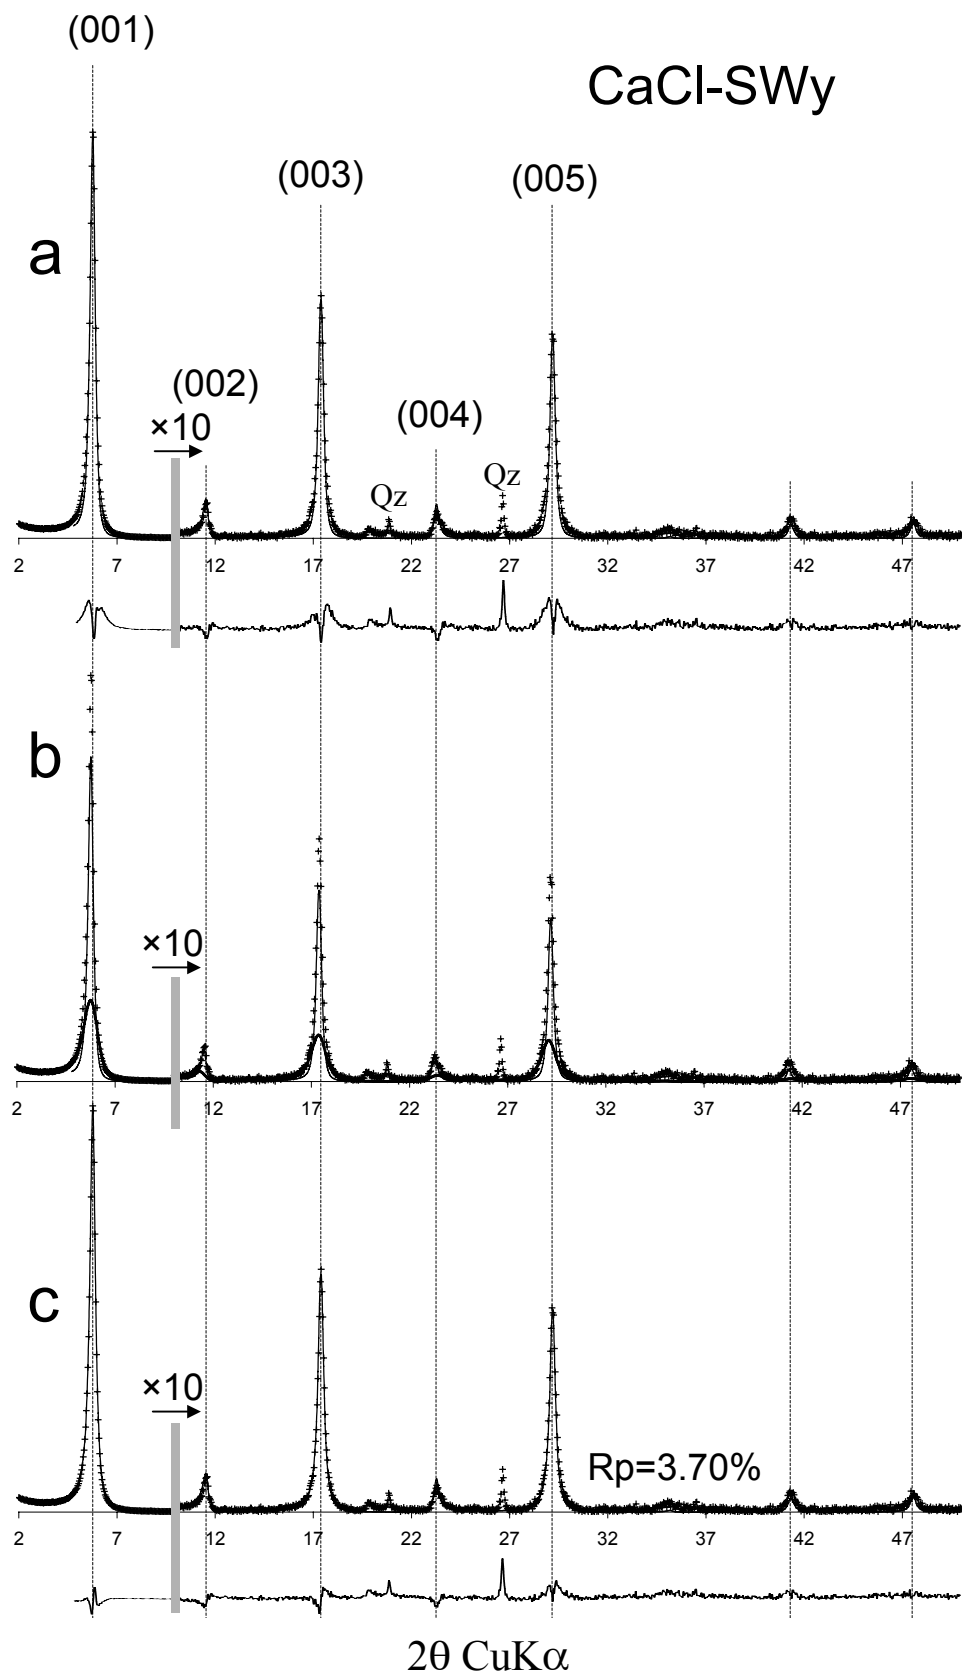 (001)
CaCl-SWy
(003)
(005)
a
(002)
(004)
×10
Qz
Qz
2 7 12 17 22 27 32 37 42 47
b
×10
2 7 12 17 22 27 32 37 42 47
c
×10
Rp=3.70%
2 7 12 17 22 27 32 37 42 47
2θ CuKα